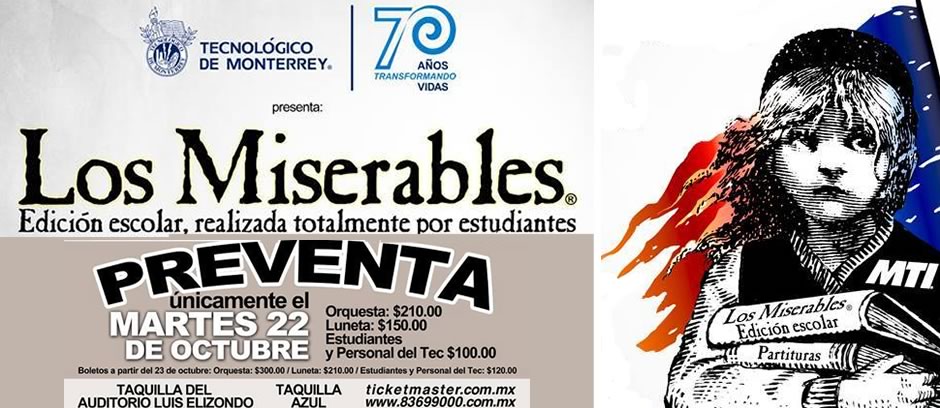 TECNOLÓGICO
DE MONTERREY®
70
AÑOS
TRANSFORMANDO
VIDAS
presenta:
Los Miserables®
Edición escolar, realizada totalmente por estudiantes
PREVENTA
únicamente el
MARTES 22
DE OCTUBRE
Orquesta: $210.00
Luneta: $150.00
Estudiantes
y Personal del Tec $100.00
Boletos a partir del 23 de octubre: Orquesta: $300.00 / Luneta: $210.00 / Estudiantes y Personal del Tec: $120.00
TAQUILLA DEL
AUDITORIO LUIS ELIZONDO
TAQUILLA
AZUL
ticketmaster.com.mx
www.83699000.com.mx
MTI
Los Miserables®
Edición escolar
Partituras